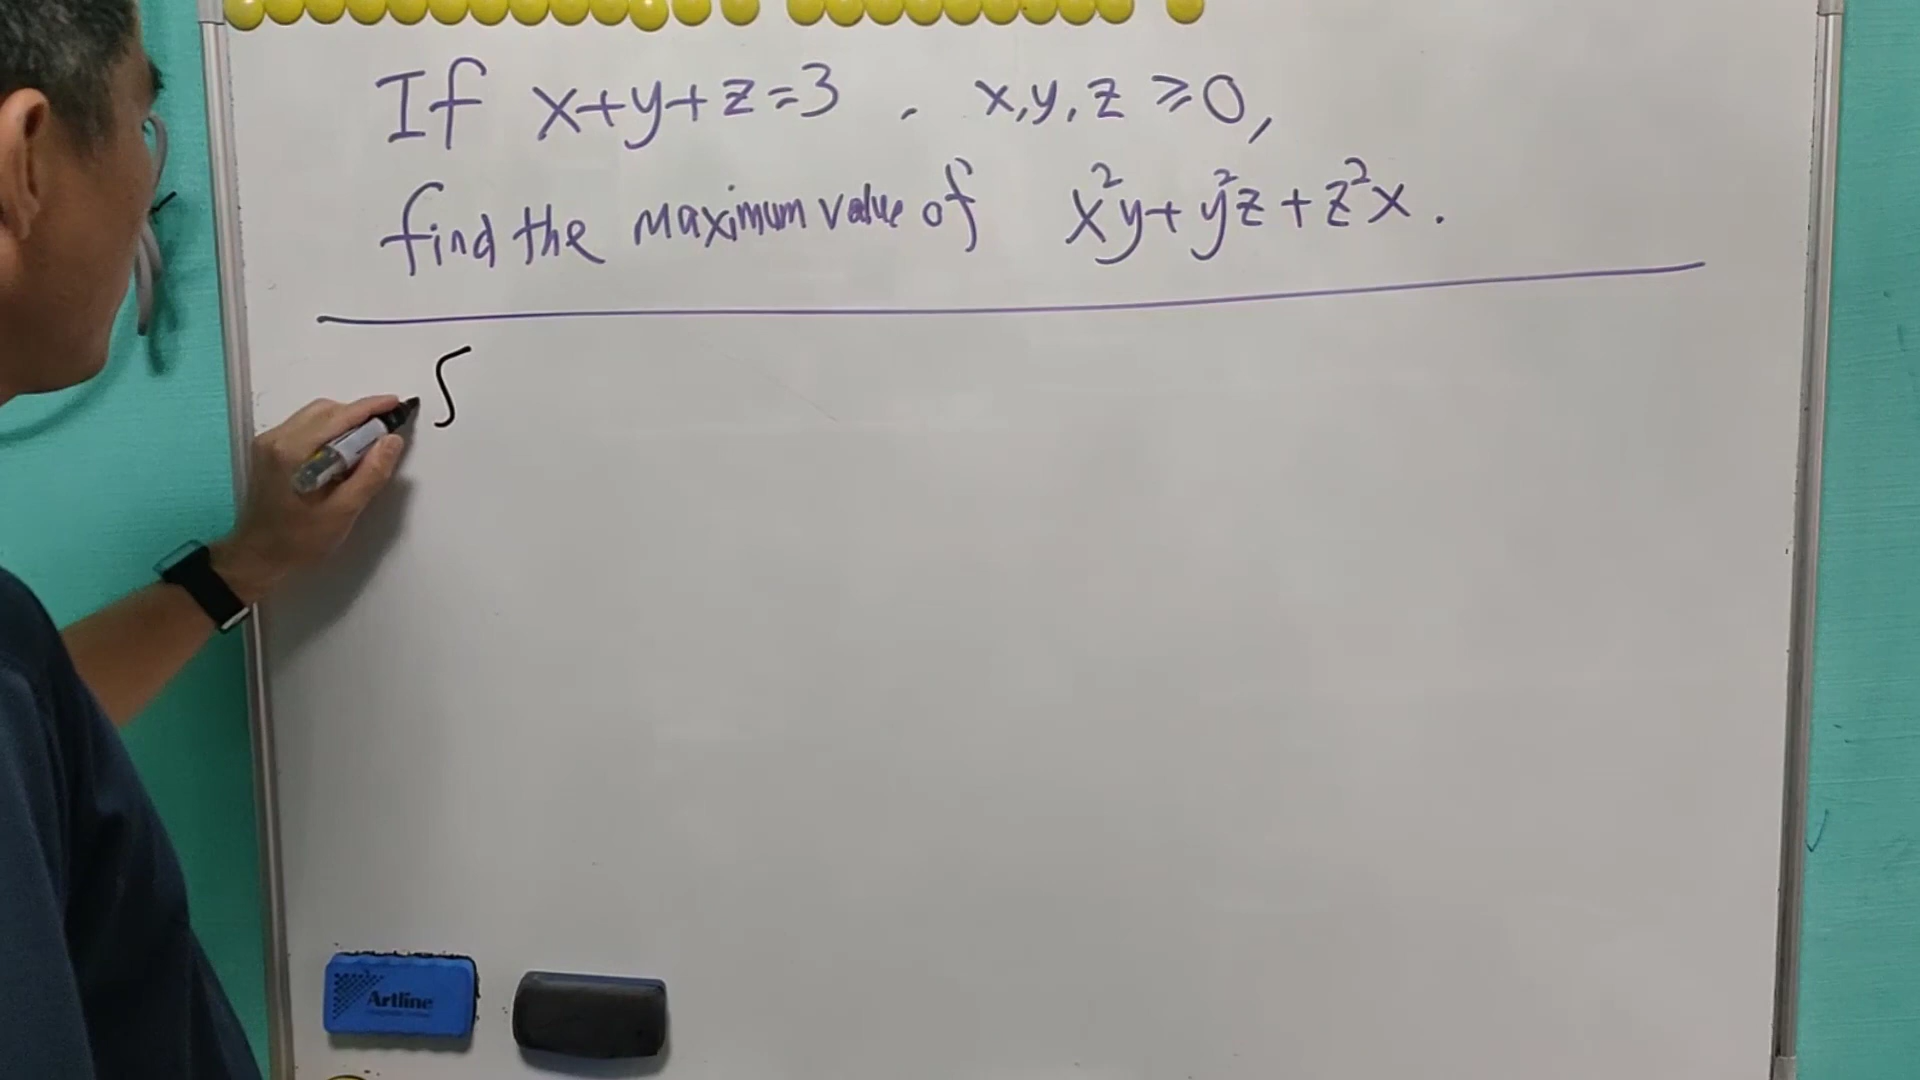 If x+y+z=3 . x,y,z ≥0,
find the maximum value of x²y+y²z+z²x.
S
Artline